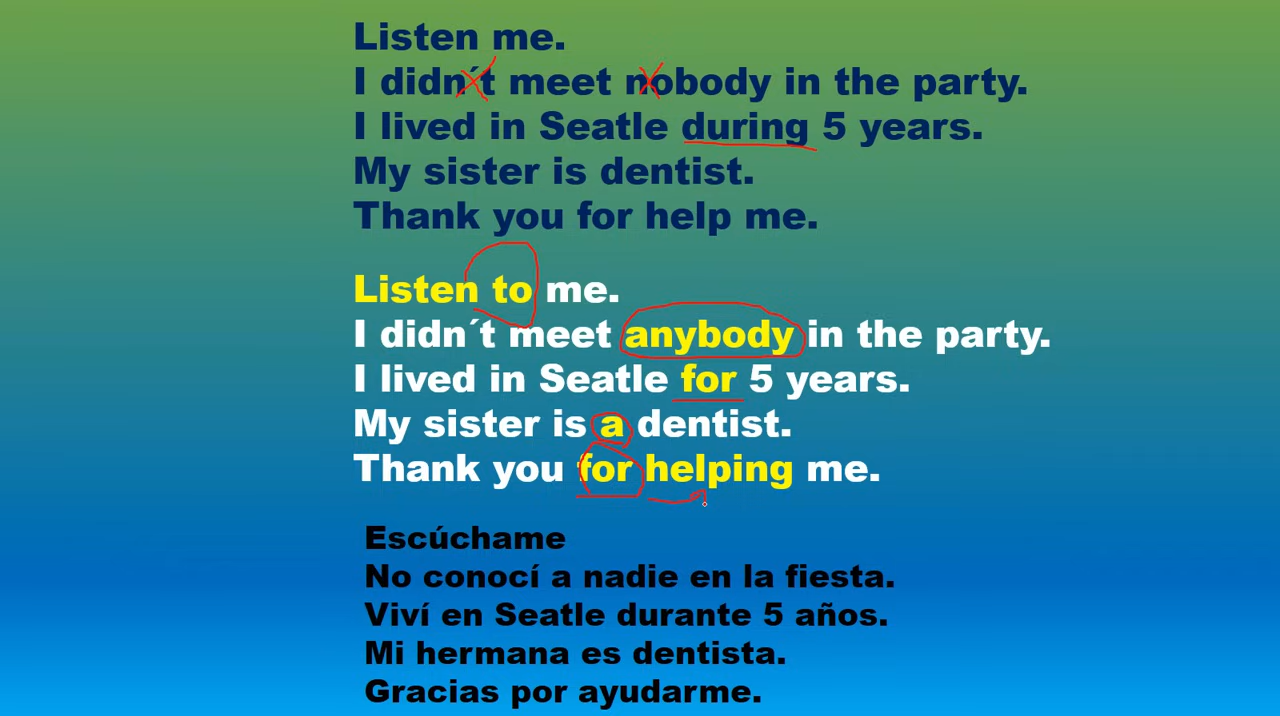 Listen me.
I didn´t meet nobody in the party.
I lived in Seatle during 5 years.
My sister is dentist.
Thank you for help me.
Listen to me.
I didn´t meet anybody in the party.
I lived in Seatle for 5 years.
My sister is a dentist.
Thank you for helping me.
Escúchame
No conocí a nadie en la fiesta.
Viví en Seatle durante 5 años.
Mi hermana es dentista.
Gracias por ayudarme.